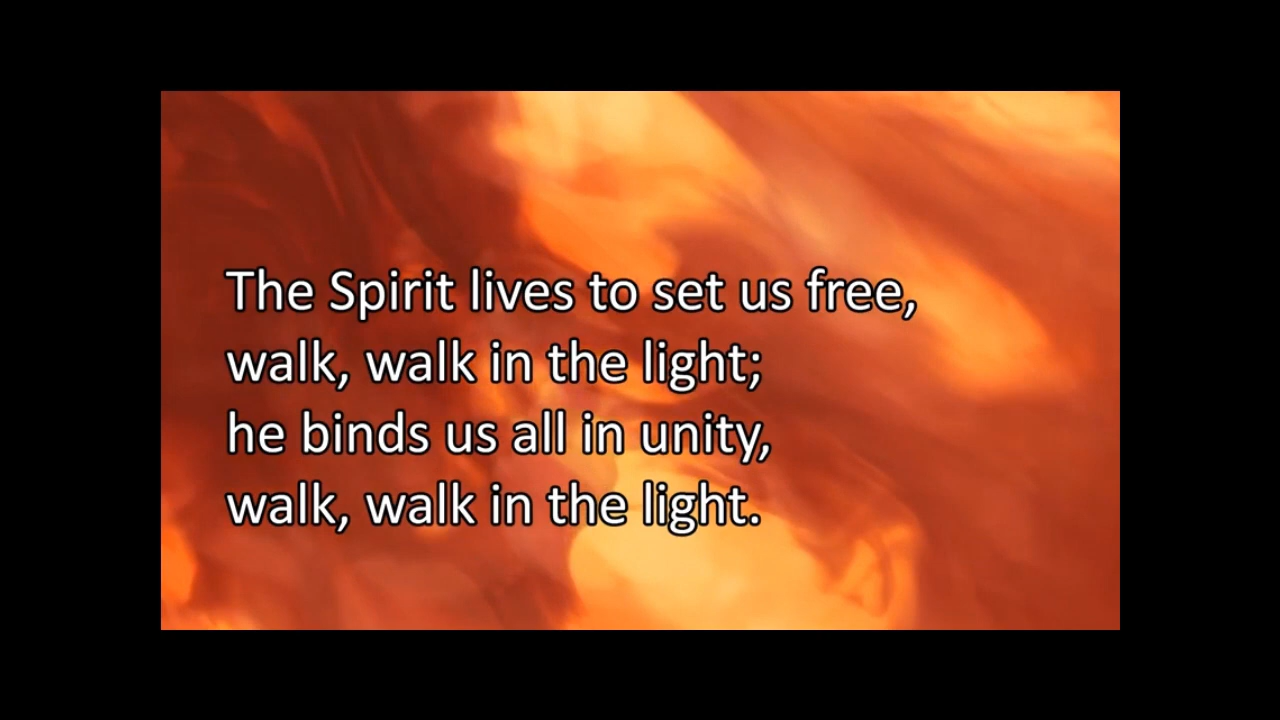 The Spirit lives to set us free,
walk, walk in the light;
he binds us all in unity,
walk, walk in the light.